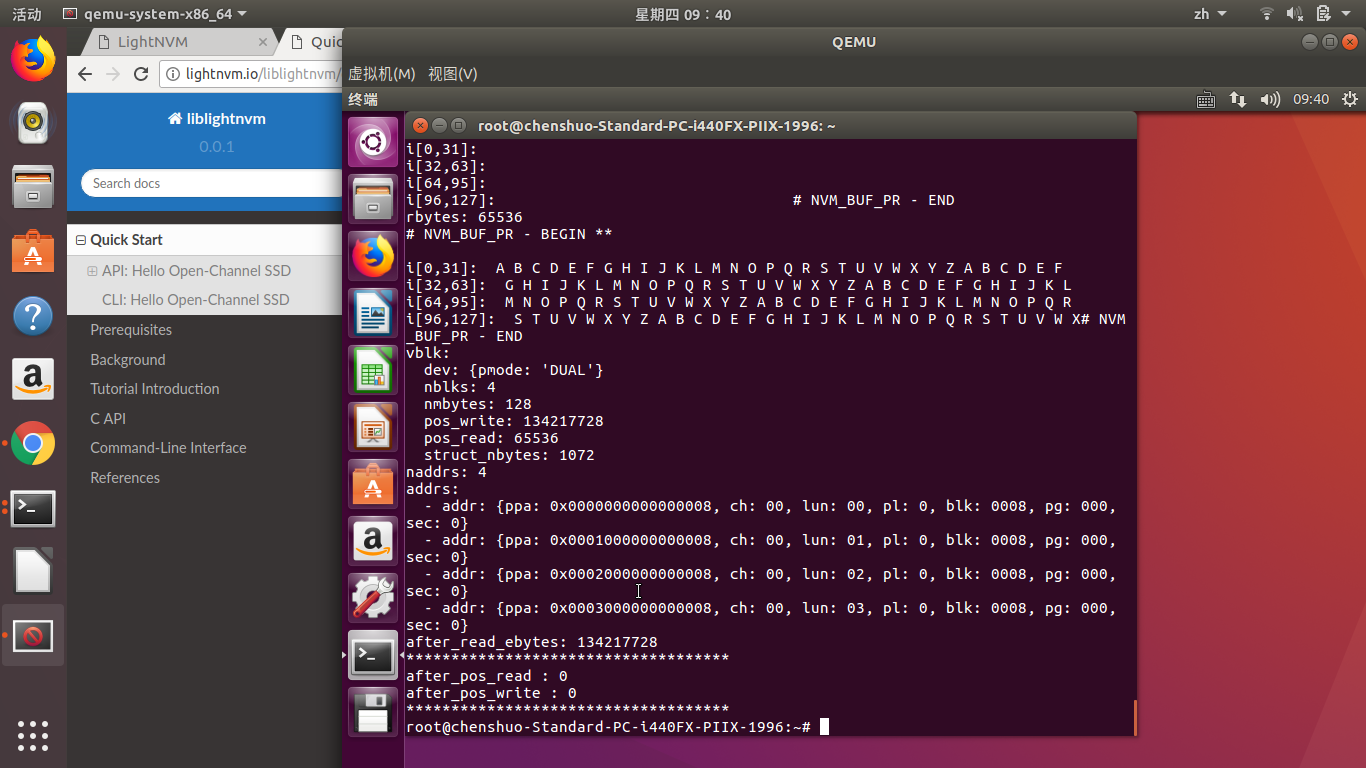 活动 qemu-system-x86_64 星期四 09：40 zh
LightNVM × Quic
lightnvm.io/liblightnvm/
liblightnvm
0.0.1
Search docs
Quick Start
API: Hello Open-Channel SSD
CLI: Hello Open-Channel SSD
Prerequisites
Background
Tutorial Introduction
C API
Command-Line Interface
References
QEMU
虚拟机(M) 视图(V)
终端 09:40
root@chenshuo-Standard-PC-i440FX-PIIX-1996: ~
i[0,31]:
i[32,63]:
i[64,95]:
i[96,127]: # NVM_BUF_PR - END
rbytes: 65536
# NVM_BUF_PR - BEGIN **
i[0,31]: A B C D E F G H I J K L M N O P Q R S T U V W X Y Z A B C D E F
i[32,63]: G H I J K L M N O P Q R S T U V W X Y Z A B C D E F G H I J K L
i[64,95]: M N O P Q R S T U V W X Y Z A B C D E F G H I J K L M N O P Q R
i[96,127]: S T U V W X Y Z A B C D E F G H I J K L M N O P Q R S T U V W X# NVM
_BUF_PR - END
vblk:
dev: {pmode: 'DUAL'}
nblks: 4
nmbytes: 128
pos_write: 134217728
pos_read: 65536
struct_nbytes: 1072
naddrs: 4
addrs:
- addr: {ppa: 0x0000000000000008, ch: 00, lun: 00, pl: 0, blk: 0008, pg: 000,
sec: 0}
- addr: {ppa: 0x0001000000000008, ch: 00, lun: 01, pl: 0, blk: 0008, pg: 000,
sec: 0}
- addr: {ppa: 0x0002000000000008, ch: 00, lun: 02, pl: 0, blk: 0008, pg: 000,
sec: 0}
- addr: {ppa: 0x0003000000000008, ch: 00, lun: 03, pl: 0, blk: 0008, pg: 000,
sec: 0}
after_read_ebytes: 134217728
************************************
after_pos_read : 0
after_pos_write : 0
************************************
root@chenshuo-Standard-PC-i440FX-PIIX-1996:~#